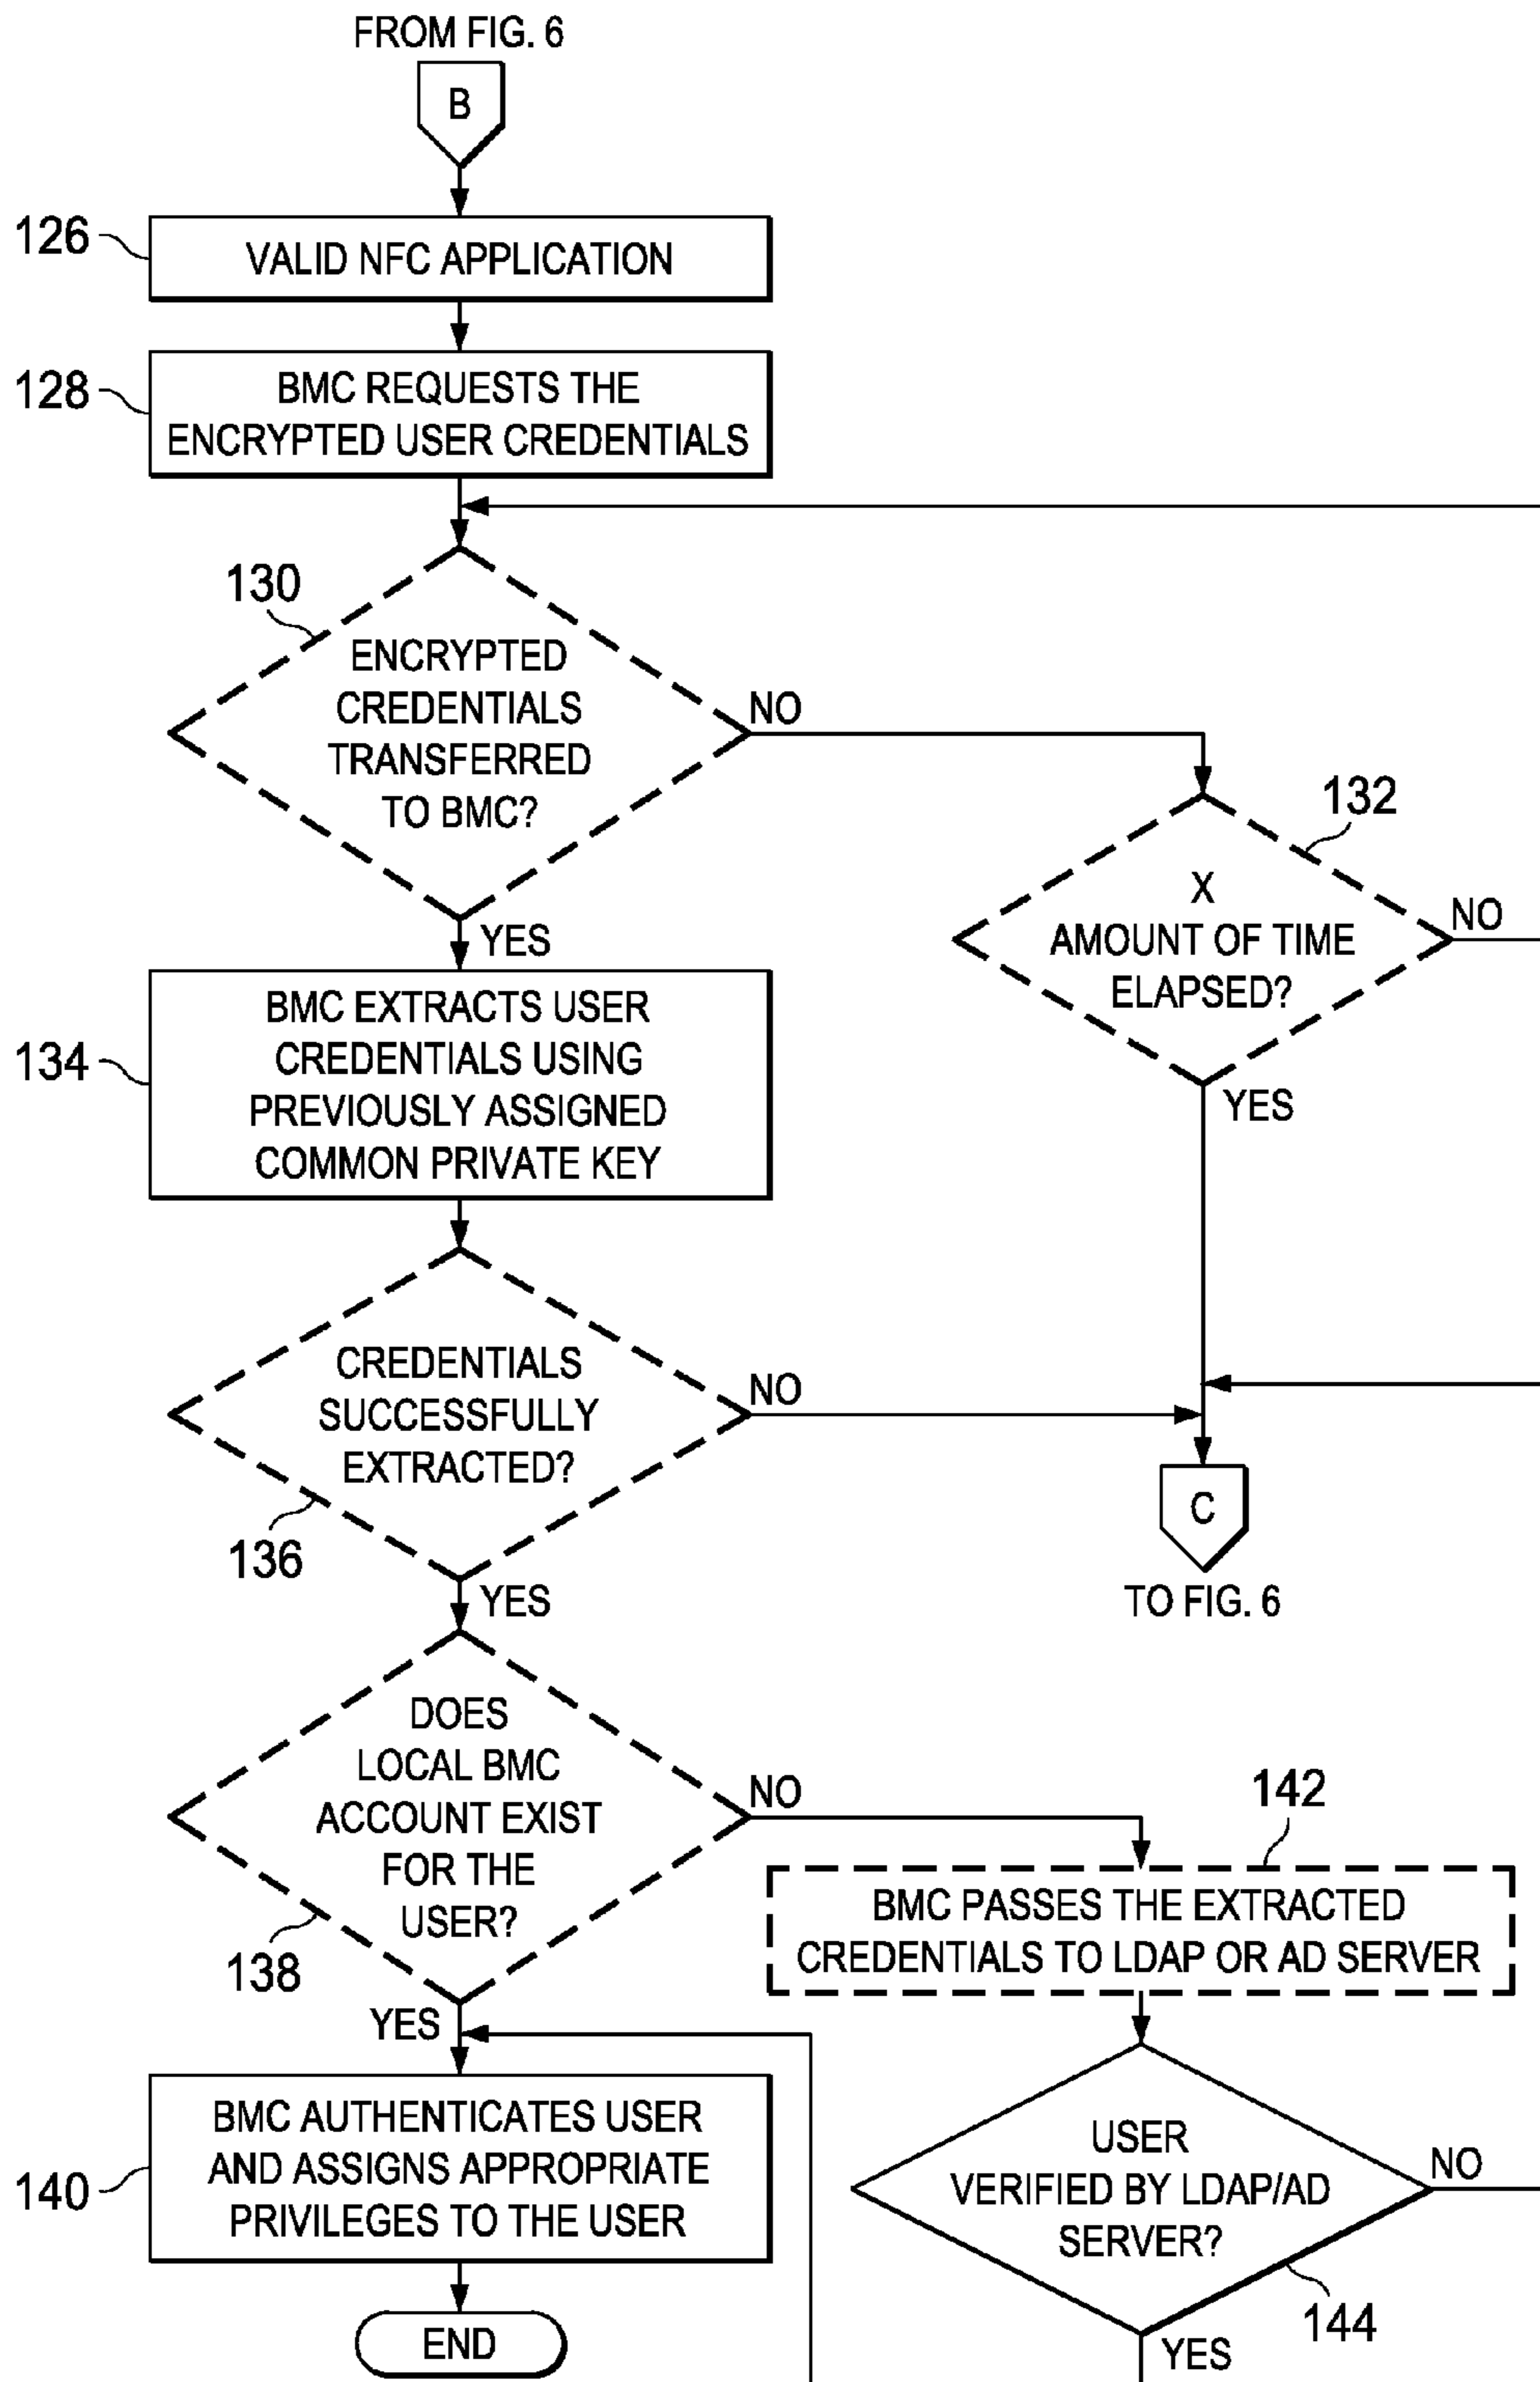 FROM FIG. 6
B
126
VALID NFC APPLICATION
128
BMC REQUESTS THE
ENCRYPTED USER CREDENTIALS
130
ENCRYPTED
CREDENTIALS
TRANSFERRED
TO BMC?
NO
YES
132
X
AMOUNT OF TIME
ELAPSED?
NO
YES
134
BMC EXTRACTS USER
CREDENTIALS USING
PREVIOUSLY ASSIGNED
COMMON PRIVATE KEY
CREDENTIALS
SUCCESSFULLY
EXTRACTED?
NO
136
YES
C
TO FIG. 6
DOES
LOCAL BMC
ACCOUNT EXIST
FOR THE
USER?
NO
138
YES
142
BMC PASSES THE EXTRACTED
CREDENTIALS TO LDAP OR AD SERVER
140
BMC AUTHENTICATES USER
AND ASSIGNS APPROPRIATE
PRIVILEGES TO THE USER
USER
VERIFIED BY LDAP/AD
SERVER?
NO
144
YES
END